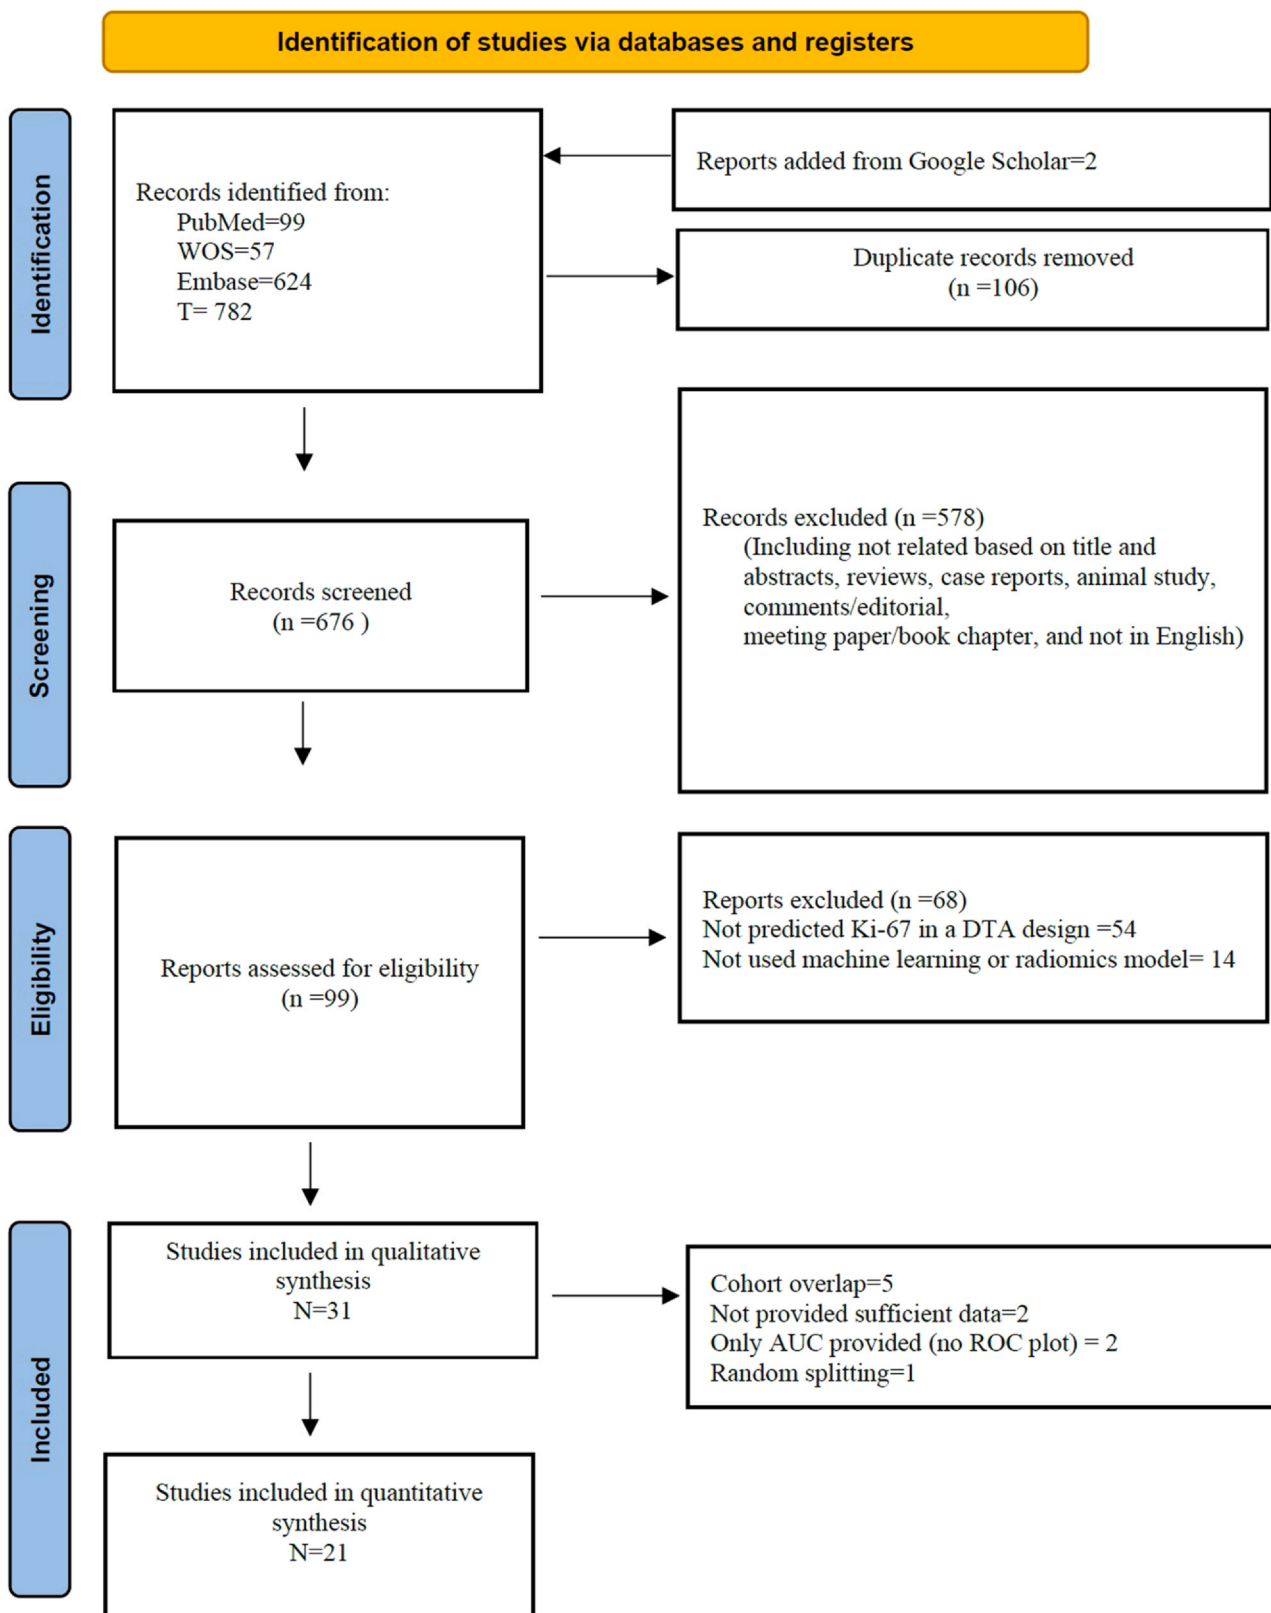 Identification of studies via databases and registers
Identification
Records identified from:
PubMed=99
WOS=57
Embase=624
T= 782
Reports added from Google Scholar=2
Duplicate records removed
(n =106)
Screening
Records screened
(n =676 )
Records excluded (n =578)
(Including not related based on title and
abstracts, reviews, case reports, animal study,
comments/editorial,
meeting paper/book chapter, and not in English)
Eligibility
Reports assessed for eligibility
(n =99)
Reports excluded (n =68)
Not predicted Ki-67 in a DTA design =54
Not used machine learning or radiomics model= 14
Included
Studies included in qualitative
synthesis
N=31
Cohort overlap=5
Not provided sufficient data=2
Only AUC provided (no ROC plot) = 2
Random splitting=1
Studies included in quantitative
synthesis
N=21